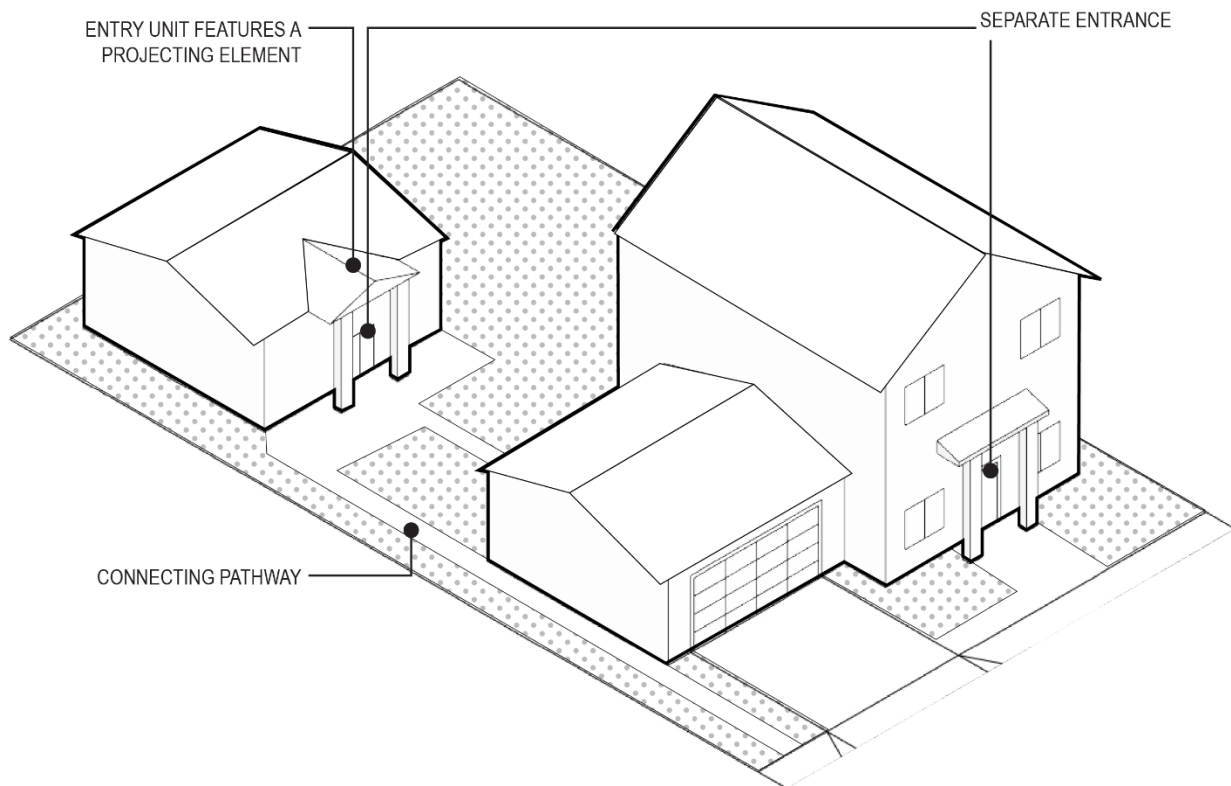 ENTRY UNIT FEATURES A
PROJECTING ELEMENT
SEPARATE ENTRANCE
CONNECTING PATHWAY